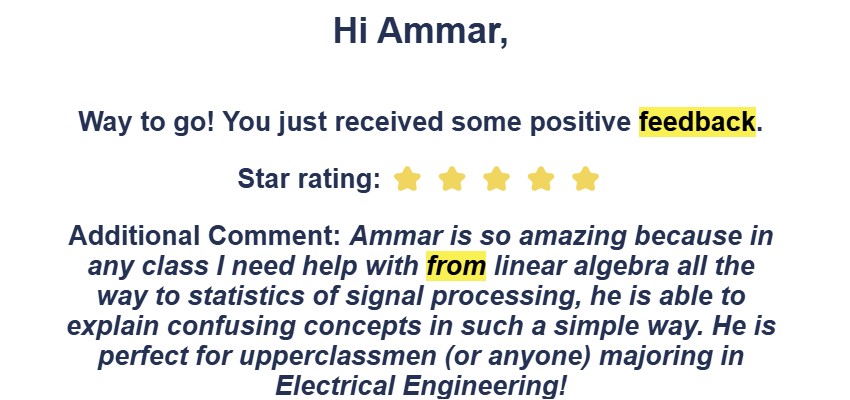 Hi Ammar,
Way to go! You just received some positive feedback.
Star rating:
Additional Comment: Ammar is so amazing because in
any class I need help with from linear algebra all the
way to statistics of signal processing, he is able to
explain confusing concepts in such a simple way. He is
perfect for upperclassmen (or anyone) majoring in
Electrical Engineering!